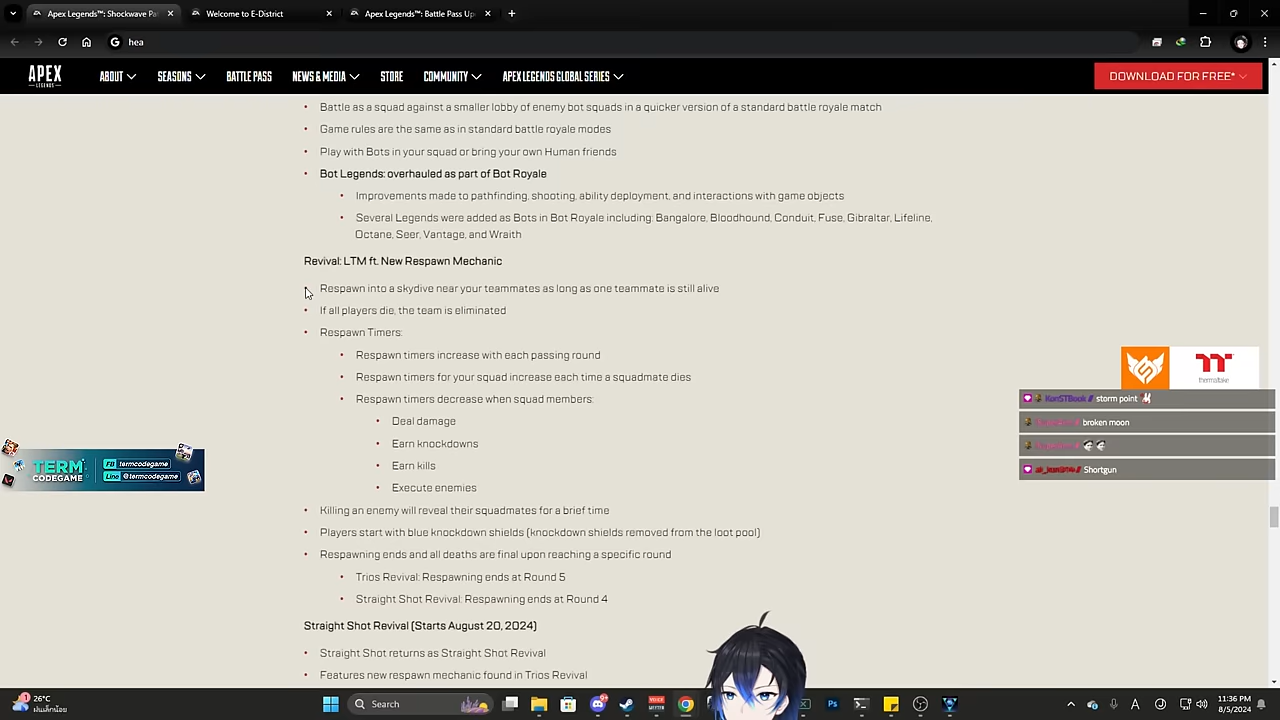 Apex Legends™: Shockwave Pa
Welcome to E-District
Apex Legends™: Battle Pass Up
hea
APEX
LEGENDS
ABOUT
SEASONS
BATTLE PASS
NEWS & MEDIA
STORE
COMMUNITY
APEX LEGENDS GLOBAL SERIES
DOWNLOAD FOR FREE*
• Battle as a squad against a smaller lobby of enemy bot squads in a quicker version of a standard battle royale match
• Game rules are the same as in standard battle royale modes
• Play with Bots in your squad or bring your own Human friends
• Bot Legends: overhauled as part of Bot Royale
• Improvements made to pathfinding, shooting, ability deployment, and interactions with game objects
• Several Legends were added as Bots in Bot Royale including: Bangalore, Bloodhound, Conduit, Fuse, Gibraltar, Lifeline,
Octane, Seer, Vantage, and Wraith
Revival: LTM ft. New Respawn Mechanic
• Respawn into a skydive near your teammates as long as one teammate is still alive
• If all players die, the team is eliminated
• Respawn Timers:
• Respawn timers increase with each passing round
• Respawn timers for your squad increase each time a squadmate dies
• Respawn timers decrease when squad members:
• Deal damage
• Earn knockdowns
• Earn kills
• Execute enemies
• Killing an enemy will reveal their squadmates for a brief time
• Players start with blue knockdown shields (knockdown shields removed from the loot pool)
• Respawning ends and all deaths are final upon reaching a specific round
• Trios Revival: Respawning ends at Round 5
• Straight Shot Revival: Respawning ends at Round 4
Straight Shot Revival (Starts August 20, 2024)
• Straight Shot returns as Straight Shot Revival
• Features new respawn mechanic found in Trios Revival
thermaltake
storm point
broken moon
Shortgun
TERM
CODEGAME
FB termcodegame
Line @termcodegame
26°C
ฝนเล็กน้อย
Search
11:36 PM
8/5/2024